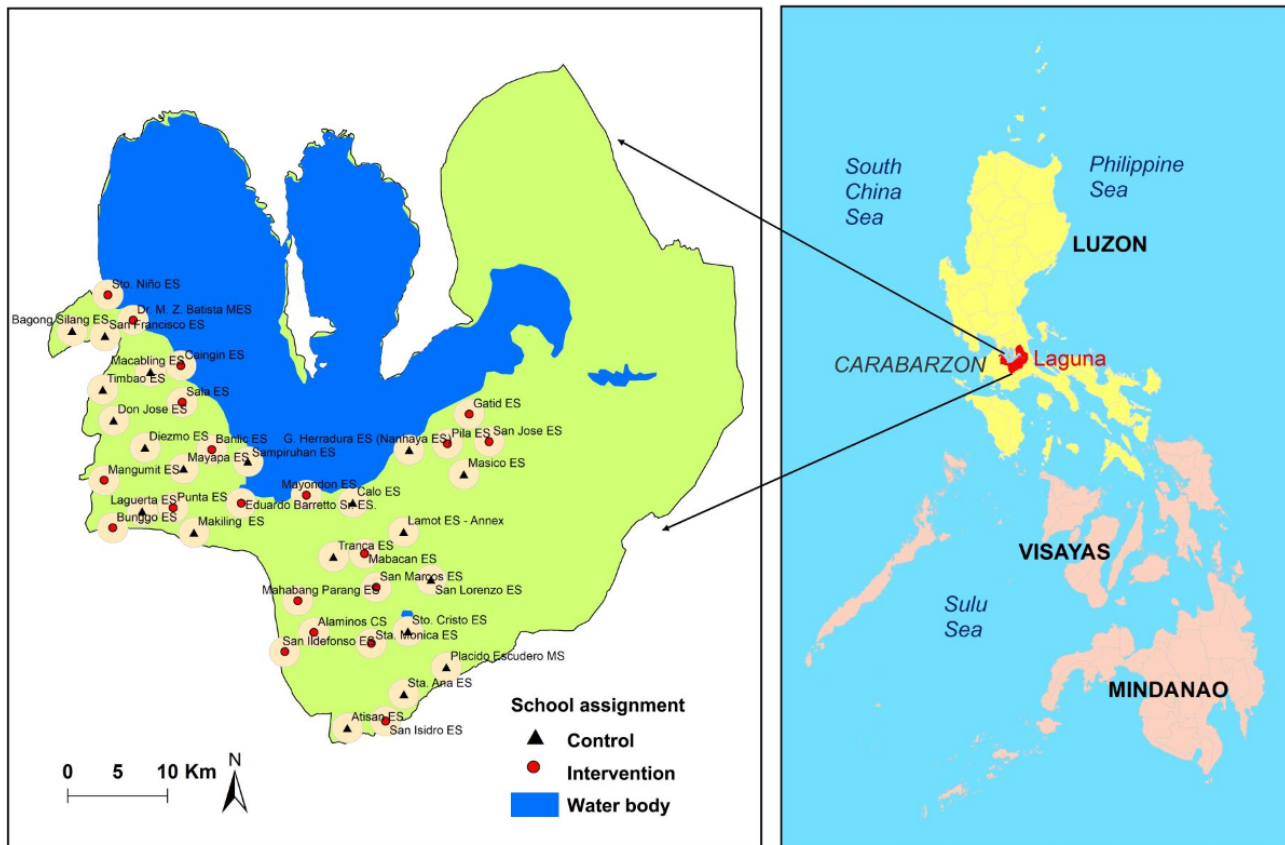 Sto. Niño ES
Dr. M. Z. Batista MES
Bagong Silang ES
San Francisco ES
Macabling ES
Caingin ES
Timbao ES
Sala ES
Don Jose ES
Gatid ES
Diezmo ES
Banlic ES
G. Herradura ES (Nanhaya ES)
Pila ES
San Jose ES
Mayapa ES
Sampiruhan ES
Mangumit ES
Masico ES
Mayondon ES
Calo ES
Laguerta ES
Punta ES
Eduardo Barretto Sr. ES.
Bunggo ES
Makiling ES
Lamot ES - Annex
Tranca ES
Mabacan ES
San Marcos ES
San Lorenzo ES
Mahabang Parang ES
Alaminos CS
Sto. Cristo ES
San Ildefonso ES
Sta. Monica ES
Placido Escudero MS
Sta. Ana ES
Atisan ES
San Isidro ES
School assignment
Control
Intervention
Water body
0 5 10 Km
N
South
China
Sea
Philippine
Sea
LUZON
CARABARZON
Laguna
VISAYAS
Sulu
Sea
MINDANAO